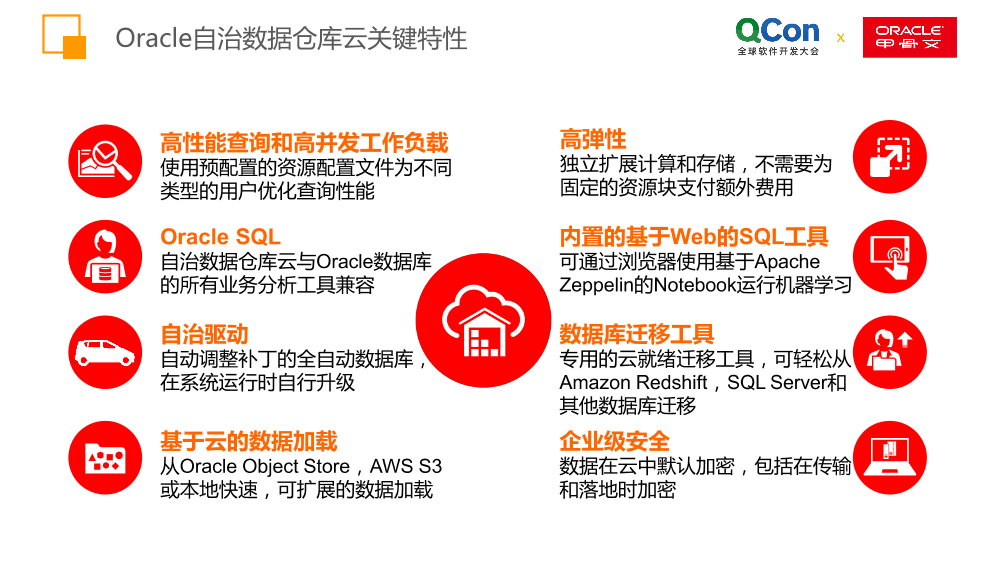 Oracle自治数据仓库云关键特性
QCon
全球软件开发大会
x
ORACLE
甲骨文
高性能查询和高并发工作负载
使用预配置的资源配置文件为不同
类型的用户优化查询性能
Oracle SQL
自治数据仓库云与Oracle数据库
的所有业务分析工具兼容
自治驱动
自动调整补丁的全自动数据库，
在系统运行时自行升级
基于云的数据加载
从Oracle Object Store，AWS S3
或本地快速，可扩展的数据加载
高弹性
独立扩展计算和存储，不需要为
固定的资源块支付额外费用
内置的基于Web的SQL工具
可通过浏览器使用基于Apache
Zeppelin的Notebook运行机器学习
数据库迁移工具
专用的云就绪迁移工具，可轻松从
Amazon Redshift，SQL Server和
其他数据库迁移
企业级安全
数据在云中默认加密，包括在传输
和落地时加密